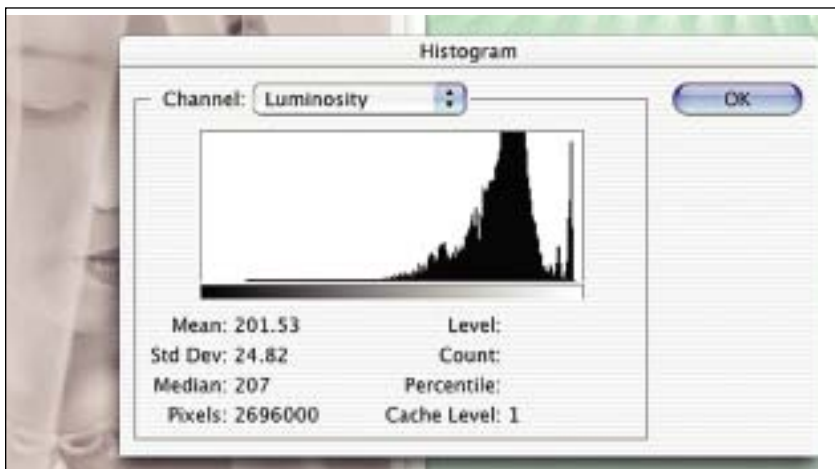 Histogram
Channel: Luminosity
OK
Mean: 201.53 Level:
Std Dev: 24.82 Count:
Median: 207 Percentile:
Pixels: 2696000 Cache Level: 1